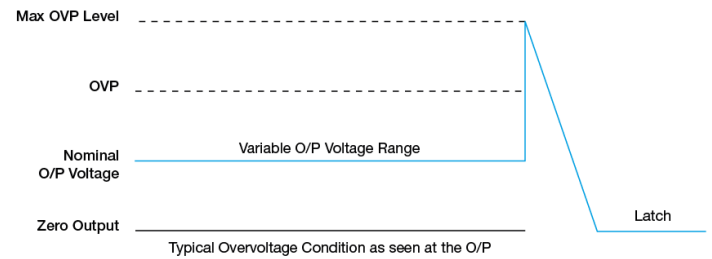 Max OVP Level
OVP
Variable O/P Voltage Range
Nominal
O/P Voltage
Zero Output
Latch
Typical Overvoltage Condition as seen at the O/P